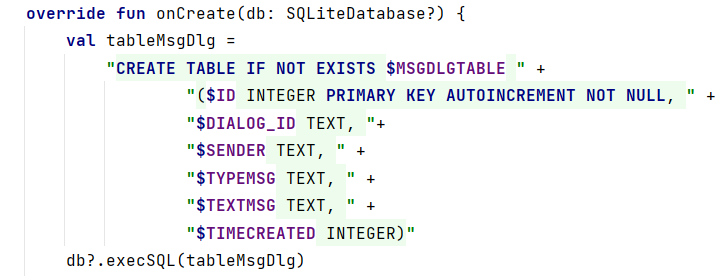 override fun onCreate(db: SQLiteDatabase?) {
val tableMsgDlg =
"CREATE TABLE IF NOT EXISTS $MSGDLGTABLE " +
"($ID INTEGER PRIMARY KEY AUTOINCREMENT NOT NULL, " +
"$DIALOG_ID TEXT, "+
"$SENDER TEXT, " +
"$TYPEMSG TEXT, " +
"$TEXTMSG TEXT, " +
"$TIMECREATED INTEGER)"
db?.execSQL(tableMsgDlg)